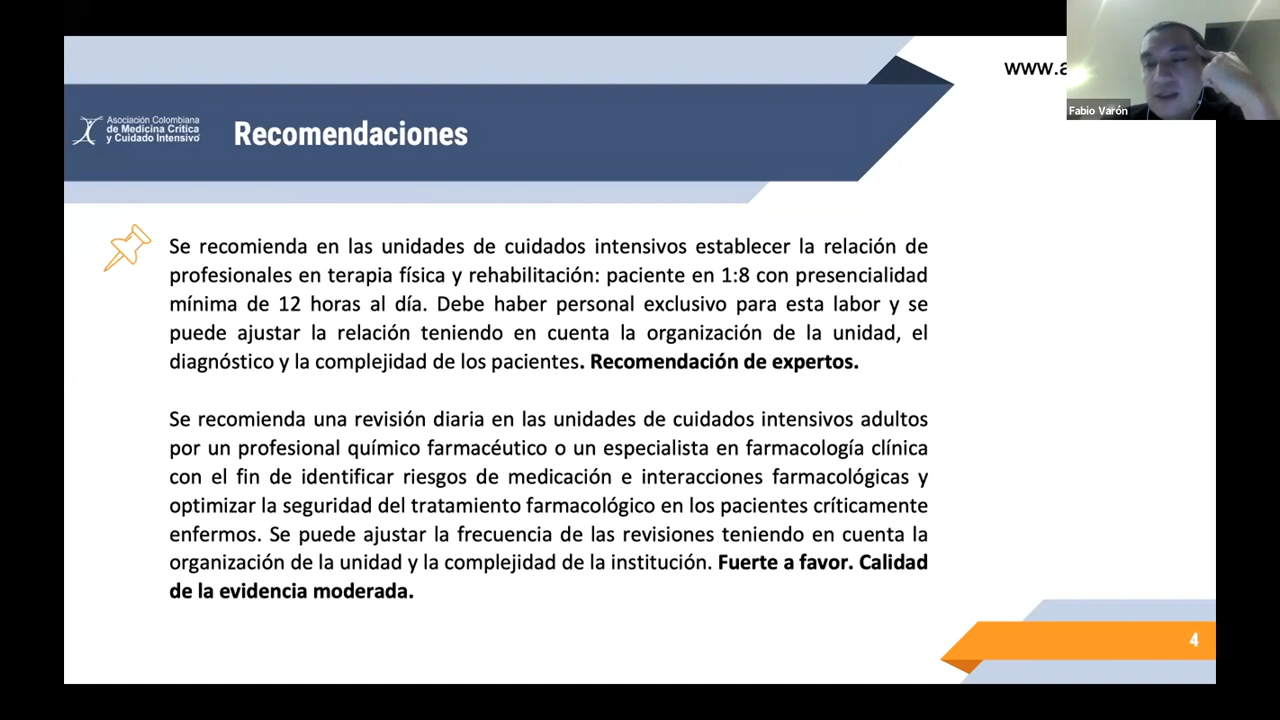 www.a
Fabio Varón
Asociación Colombiana
de Medicina Crítica
y Cuidado Intensivo
Recomendaciones
Se recomienda en las unidades de cuidados intensivos establecer la relación de
profesionales en terapia física y rehabilitación: paciente en 1:8 con presencialidad
mínima de 12 horas al día. Debe haber personal exclusivo para esta labor y se
puede ajustar la relación teniendo en cuenta la organización de la unidad, el
diagnóstico y la complejidad de los pacientes. Recomendación de expertos.
Se recomienda una revisión diaria en las unidades de cuidados intensivos adultos
por un profesional químico farmacéutico o un especialista en farmacología clínica
con el fin de identificar riesgos de medicación e interacciones farmacológicas y
optimizar la seguridad del tratamiento farmacológico en los pacientes críticamente
enfermos. Se puede ajustar la frecuencia de las revisiones teniendo en cuenta la
organización de la unidad y la complejidad de la institución. Fuerte a favor. Calidad
de la evidencia moderada.
4